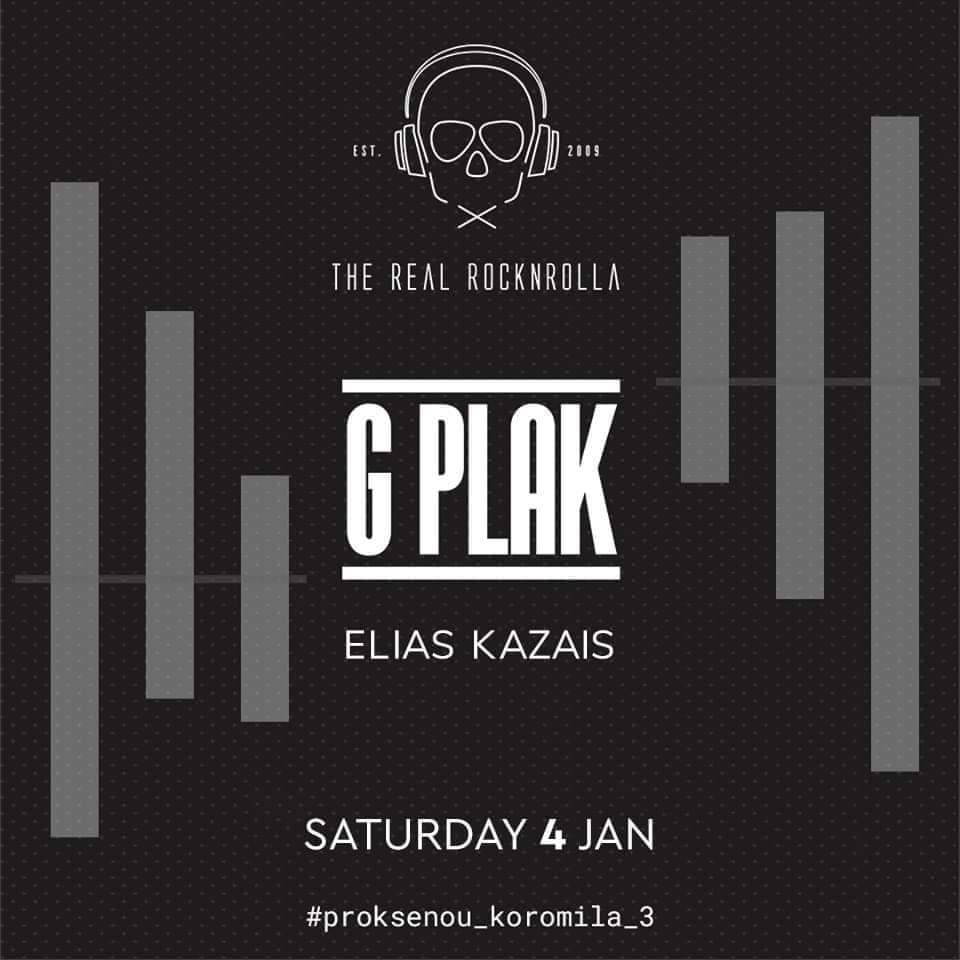 EST. 2009
THE REAL ROCKNROLLA
G PLAK
ELIAS KAZAIS
SATURDAY 4 JAN
#proksenou_koromila_3